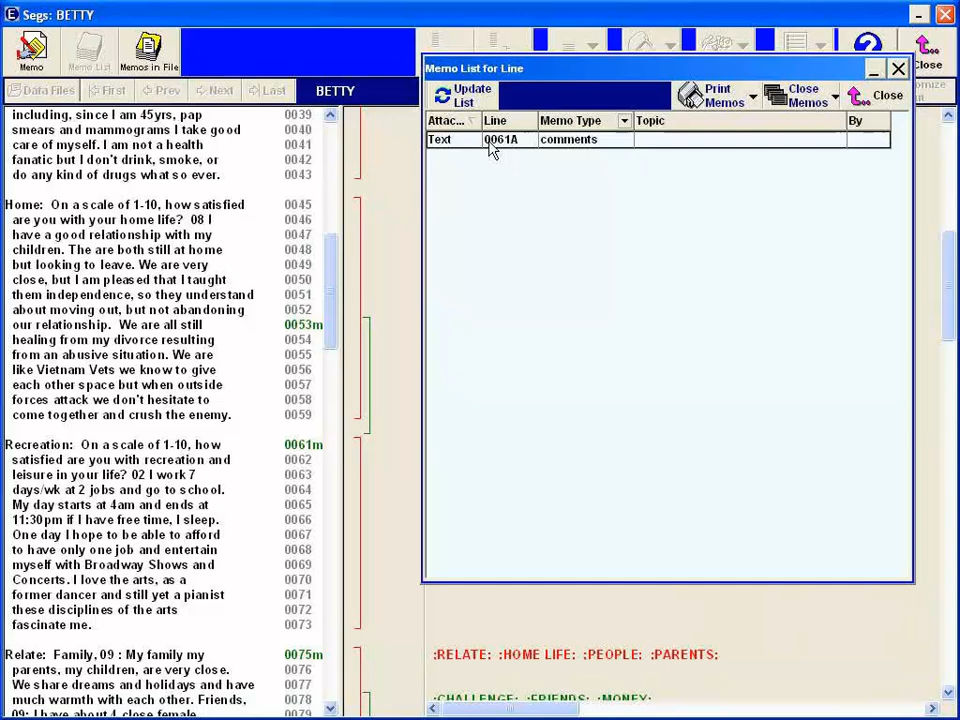 Segs: BETTY
Memo
Memo List
Memos in File
Close
Data Files
First
Prev
Next
Last
BETTY
including, since I am 45yrs, pap 0039
smears and mammograms I take good 0040
care of myself. I am not a health 0041
fanatic but I don't drink, smoke, or 0042
do any kind of drugs what so ever. 0043
Home: On a scale of 1-10, how satisfied 0045
are you with your home life? 08 I 0046
have a good relationship with my 0047
children. The are both still at home 0048
but looking to leave. We are very 0049
close, but I am pleased that I taught 0050
them independence, so they understand 0051
about moving out, but not abandoning 0052
our relationship. We are all still 0053m
healing from my divorce resulting 0054
from an abusive situation. We are 0055
like Vietnam Vets we know to give 0056
each other space but when outside 0057
forces attack we don't hesitate to 0058
come together and crush the enemy. 0059
Recreation: On a scale of 1-10, how 0061m
satisfied are you with recreation and 0062
leisure in your life? 02 I work 7 0063
days/wk at 2 jobs and go to school. 0064
My day starts at 4am and ends at 0065
11:30pm if I have free time, I sleep. 0066
One day I hope to be able to afford 0067
to have only one job and entertain 0068
myself with Broadway Shows and 0069
Concerts. I love the arts, as a 0070
former dancer and still yet a pianist 0071
these disciplines of the arts 0072
fascinate me. 0073
Relate: Family, 09 : My family my 0075m
parents, my children, are very close. 0076
We share dreams and holidays and have 0077
much warmth with each other. Friends, 0078
09: I have about 4 close female 0079
Memo List for Line
Update List
Print Memos
Close Memos
Close
Attac... Line Memo Type Topic By
Text 0061A comments
:RELATE: :HOME LIFE: :PEOPLE: :PARENTS:
:CHALLENGE: :FRIENDS: :MONEY: